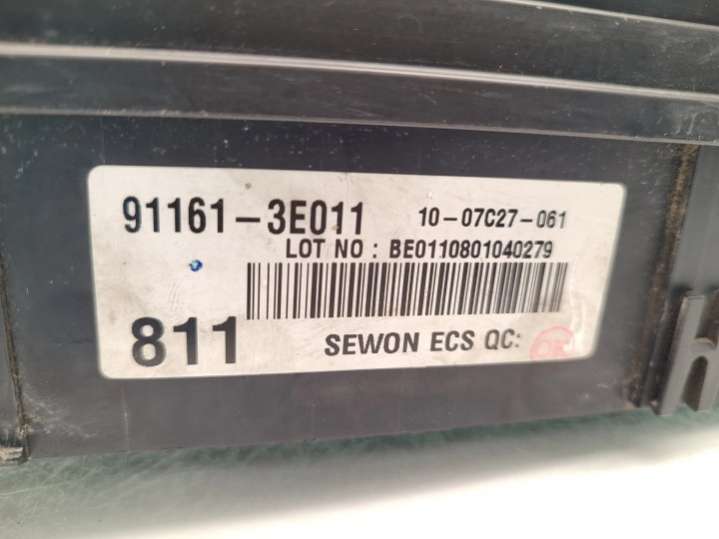 91161-3E011 10-07C27-061
LOT NO : BE0110801040279
811 SEWON ECS QC: